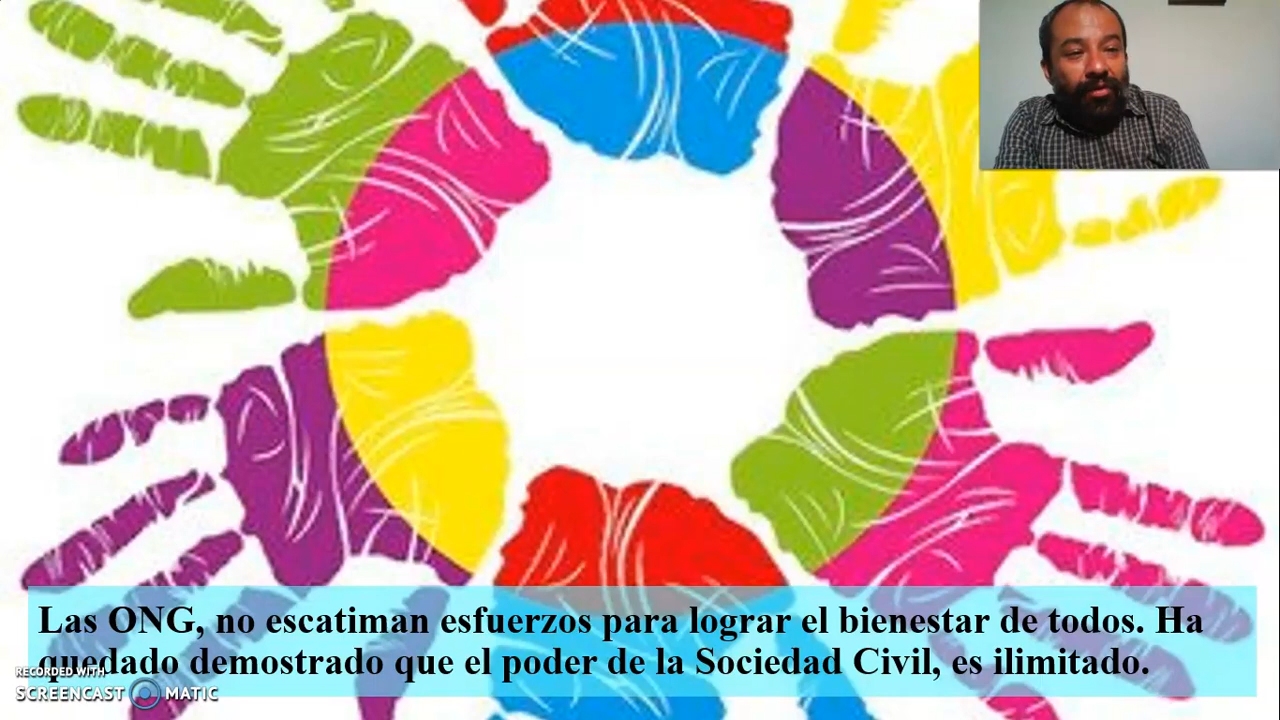 Las ONG, no escatiman esfuerzos para lograr el bienestar de todos. Ha
quedado demostrado que el poder de la Sociedad Civil, es ilimitado.
RECORDED WITH
SCREENCAST MATIC